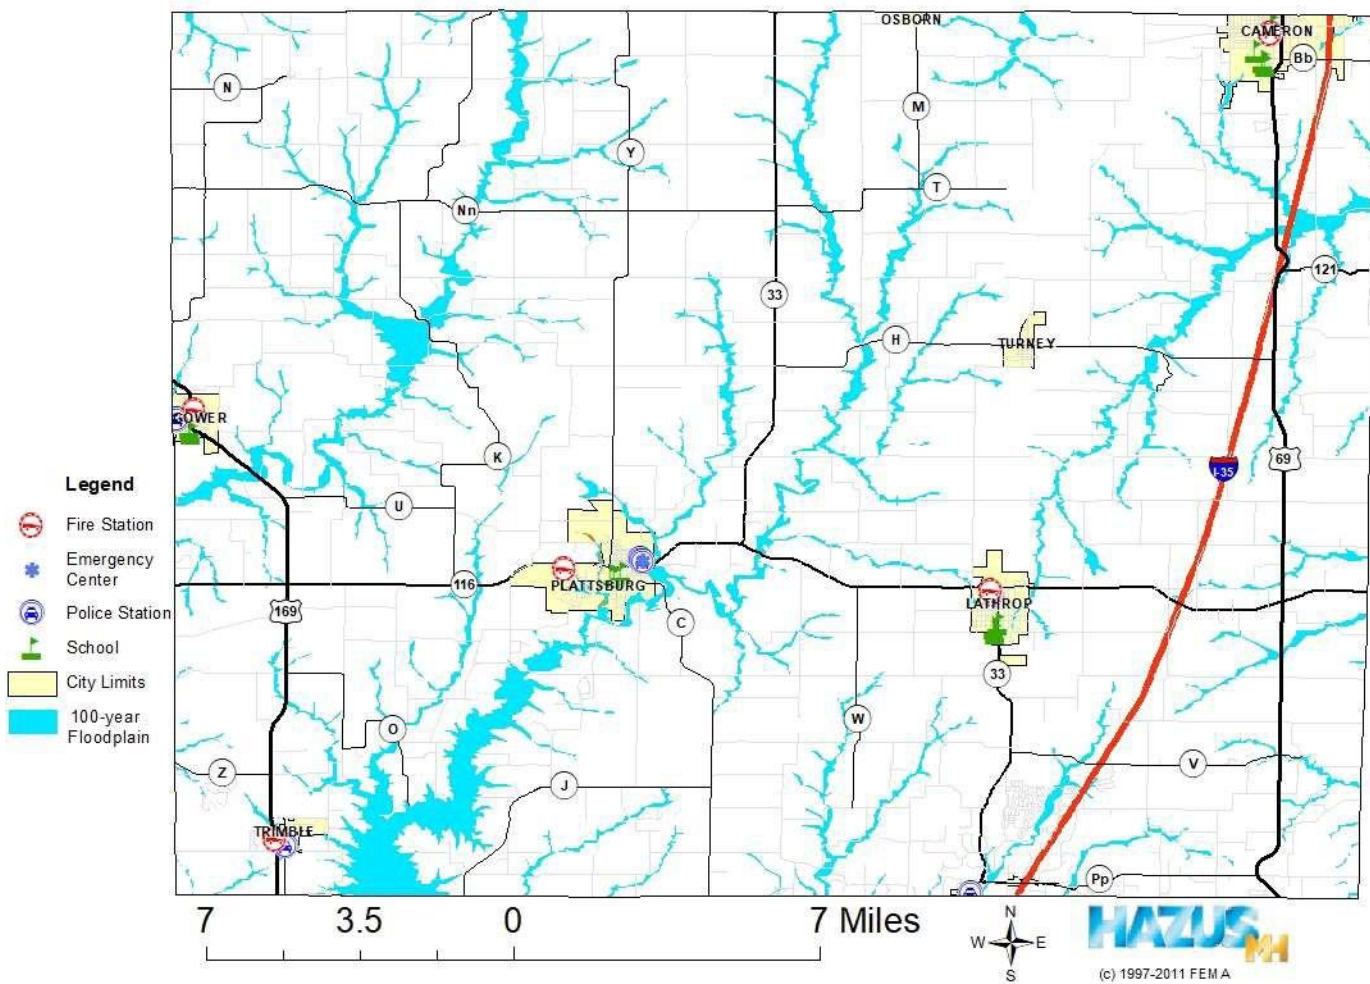 OSBORN
CAMERON
Bb
N
M
Y
T
Nn
121
33
H
TURNEY
GOWER
K
69
I-35
Legend
Fire Station
Emergency
Center
Police Station
School
City Limits
100-year
Floodplain
U
116
PLATTSBURG
169
C
LATHROP
33
W
O
Z
J
V
TRIMBLE
Pp
7 3.5 0 7 Miles
N
W E
S
HAZUS
MH
(c) 1997-2011 FEMA